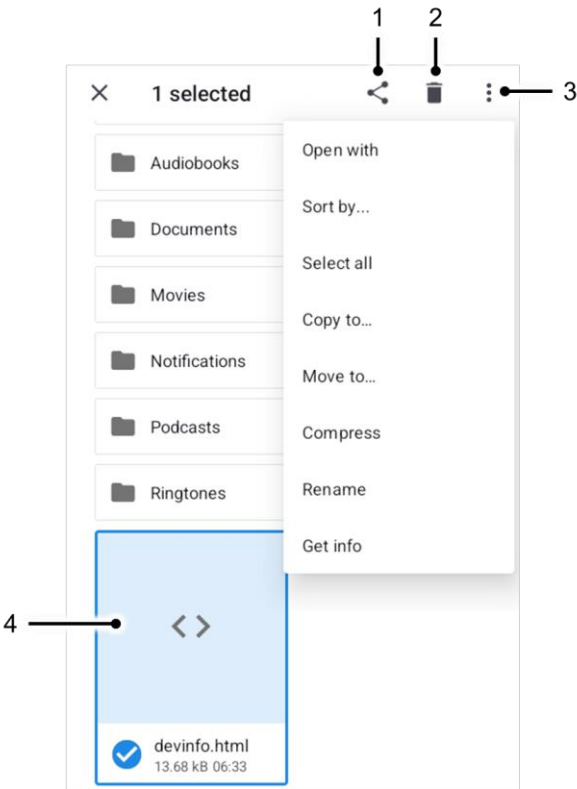 1
2
1 selected
3
Audiobooks
Documents
Movies
Notifications
Podcasts
Ringtones
Open with
Sort by...
Select all
Copy to...
Move to...
Compress
Rename
Get info
4
devinfo.html
13.68 kB 06:33